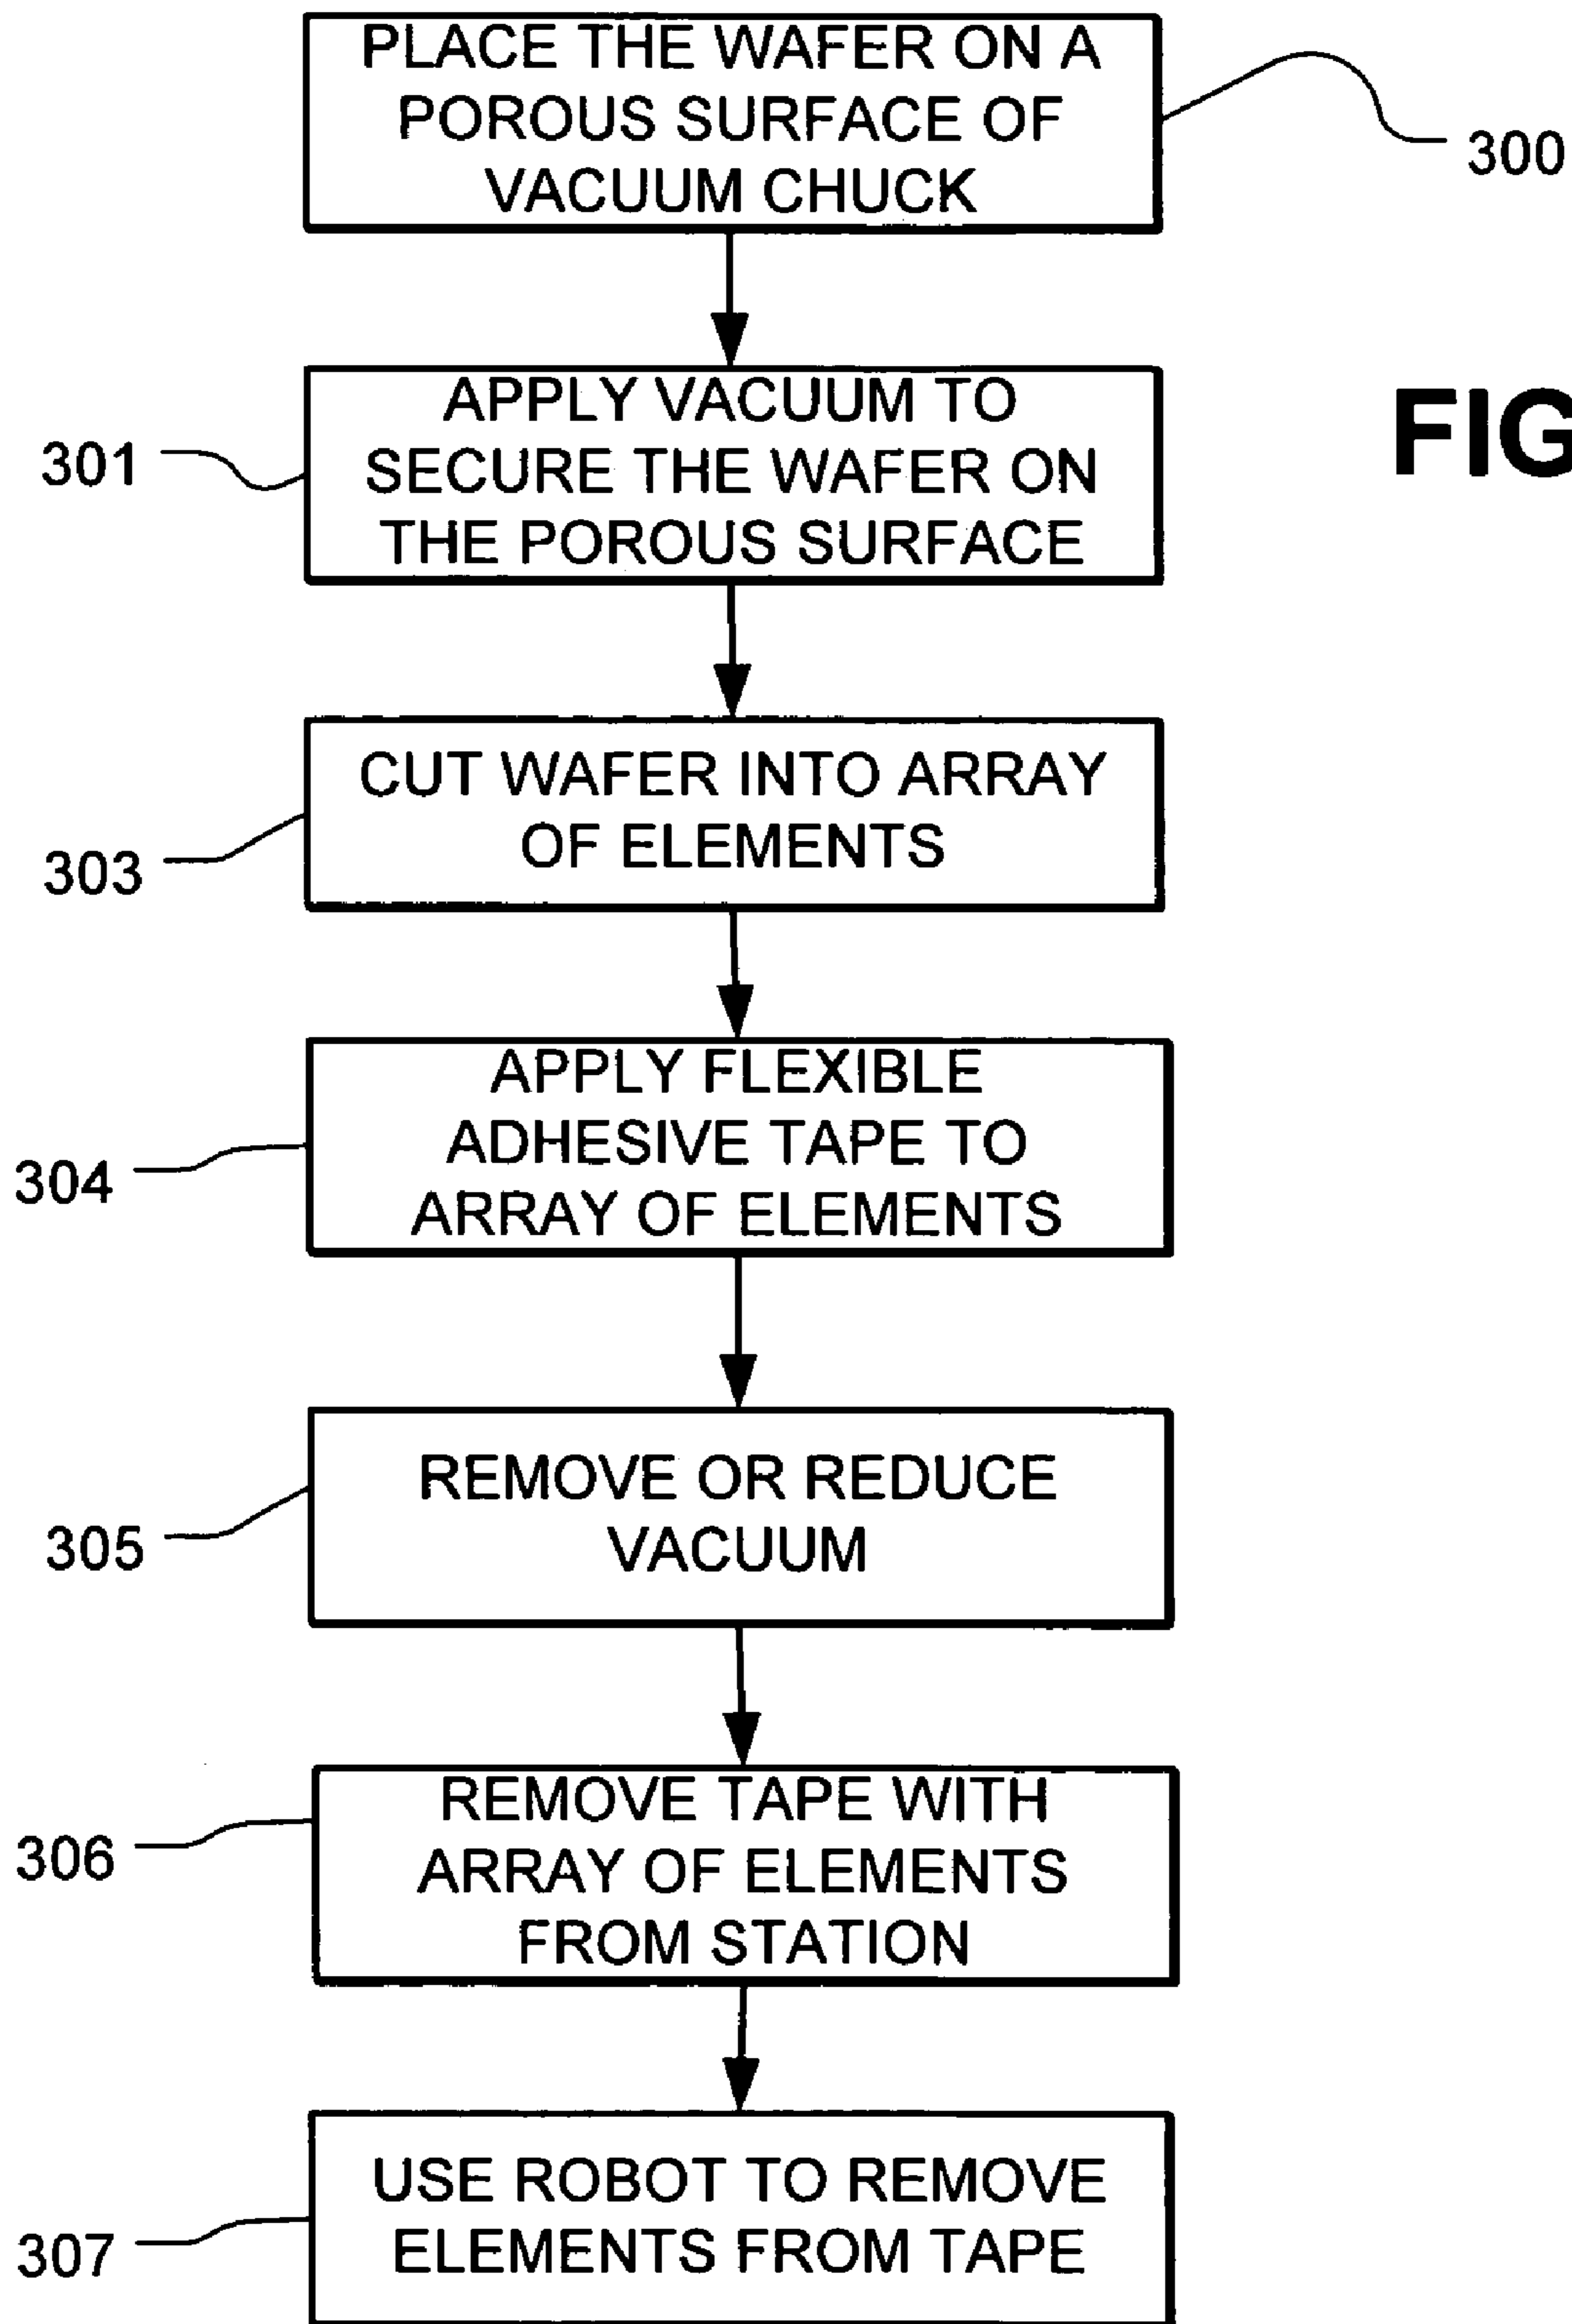 PLACE THE WAFER ON A
POROUS SURFACE OF
VACUUM CHUCK
300
APPLY VACUUM TO
SECURE THE WAFER ON
THE POROUS SURFACE
301
FIG
CUT WAFER INTO ARRAY
OF ELEMENTS
303
APPLY FLEXIBLE
ADHESIVE TAPE TO
ARRAY OF ELEMENTS
304
REMOVE OR REDUCE
VACUUM
305
REMOVE TAPE WITH
ARRAY OF ELEMENTS
FROM STATION
306
USE ROBOT TO REMOVE
ELEMENTS FROM TAPE
307